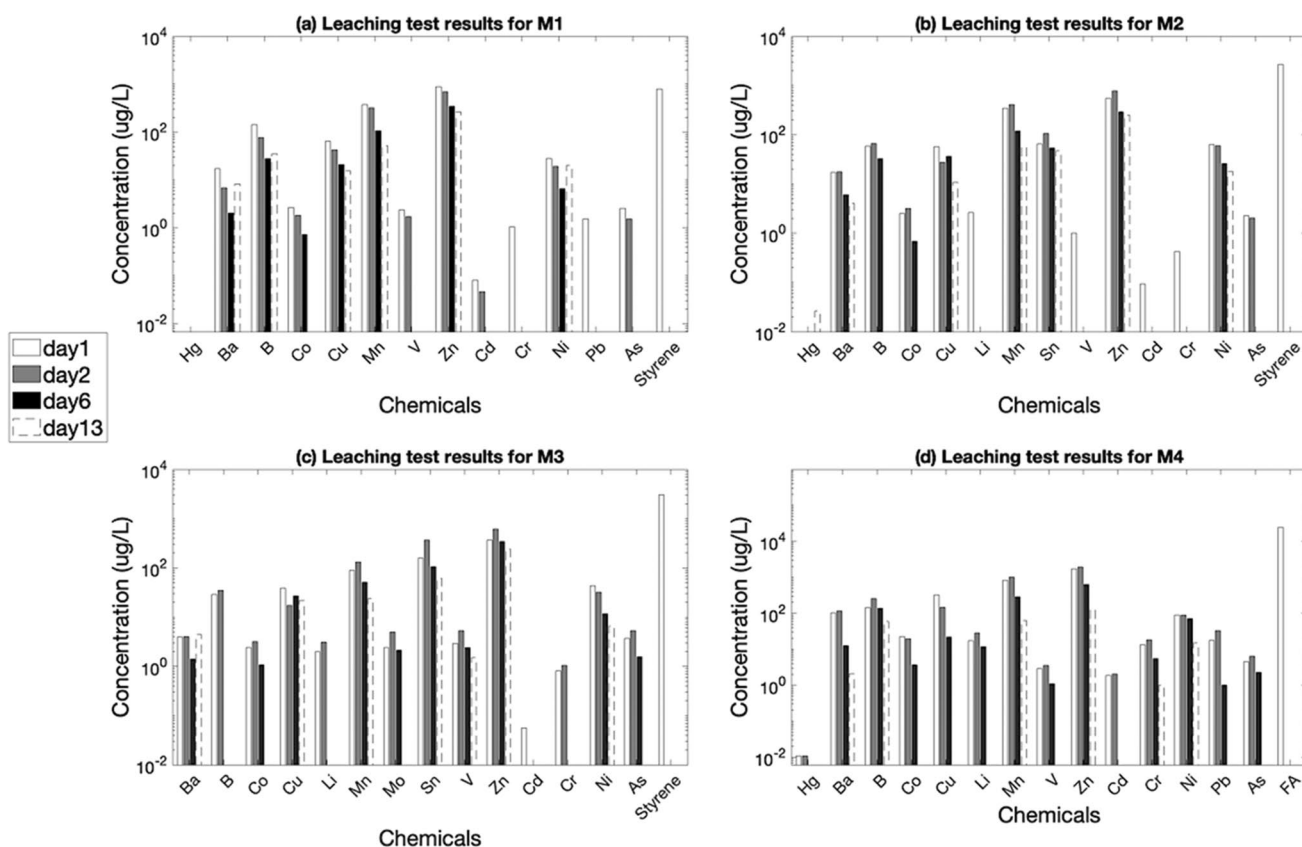 (a) Leaching test results for M1
10^4
10^2
10^0
10^-2
Concentration (ug/L)
Hg Ba B Co Cu Mn V Zn Cd Cr Ni Pb As Styrene
Chemicals
(b) Leaching test results for M2
10^4
10^2
10^0
10^-2
Concentration (ug/L)
Hg Ba B Co Cu Li Mn Sn V Zn Cd Cr Ni As Styrene
Chemicals
day1
day2
day6
day13
(c) Leaching test results for M3
10^4
10^2
10^0
10^-2
Concentration (ug/L)
Ba B Co Cu Li Mn Mo Sn V Zn Cd Cr Ni As Styrene
Chemicals
(d) Leaching test results for M4
10^4
10^2
10^0
10^-2
Concentration (ug/L)
Hg Ba B Co Cu Li Mn V Zn Cd Cr Ni Pb As FA
Chemicals